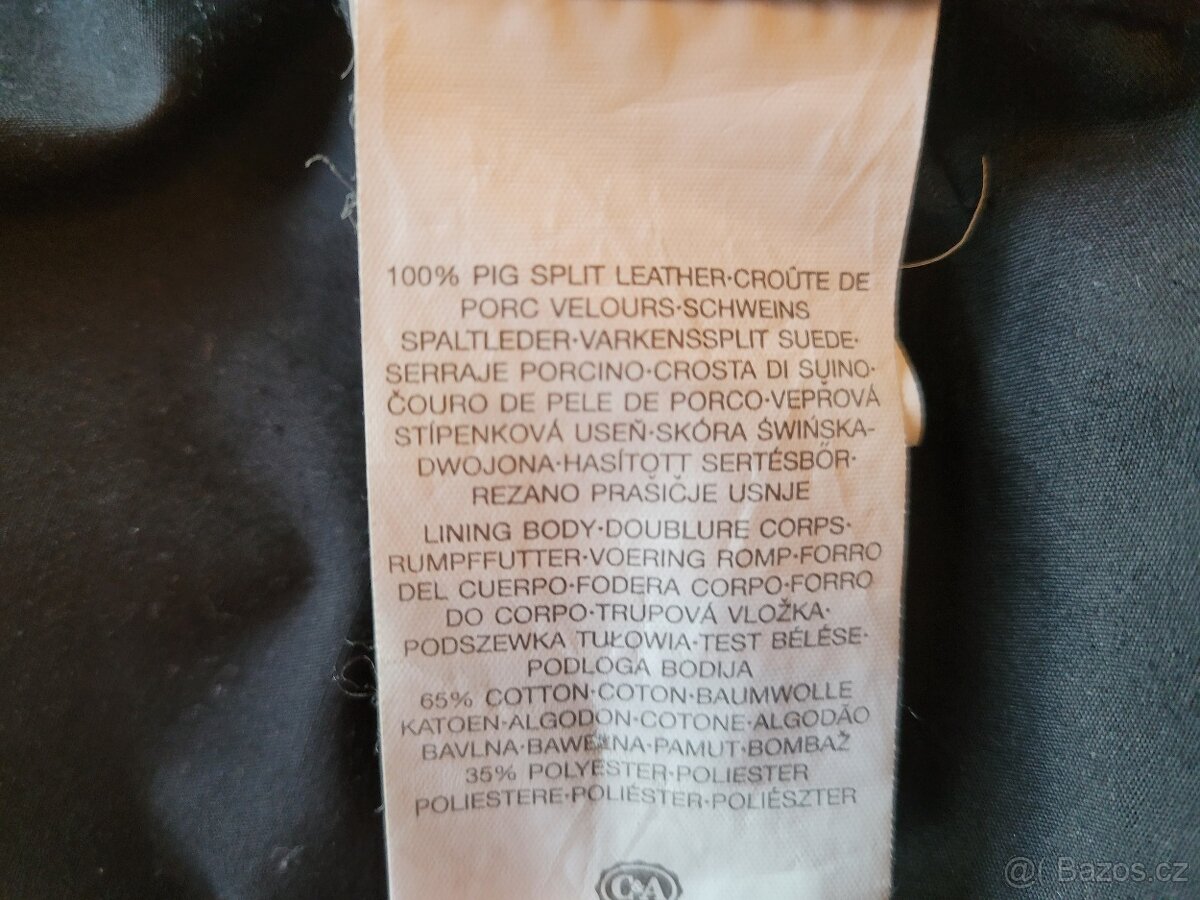 100% PIG SPLIT LEATHER·CROÛTE DE
PORC VELOURS·SCHWEINS
SPALTLEDER·VARKENSSPLIT SUEDE·
SERRAJE PORCINO·CROSTA DI SUINO·
ČOURO DE PELE DE PORCO·VEPŘOVÁ
STÍPENKOVÁ USEŇ·SKÓRA ŚWIŃSKA-
DWOJONA·HASÍTOTT SERTÉSBŐR·
REZANO PRAŠIČJE USNJE
LINING BODY·DOUBLURE CORPS·
RUMPFFUTTER·VOERING ROMP·FORRO
DEL CUERPO·FODERA CORPO·FORRO
DO CORPO·TRUPOVÁ VLOŽKA·
PODSZEWKA TUŁOWIA·TEST BÉLÉSE·
PODLOGA BODIJA
65% COTTON·COTON·BAUMWOLLE
KATOEN·ALGODON·COTONE·ALGODÃO
BAVLNA·BAWEŁNA·PAMUT·BOMBAŽ
35% POLYESTER·POLIESTER
POLIESTERE·POLIÉSTER·POLIÉSZTER
C&A
Bazos.cz